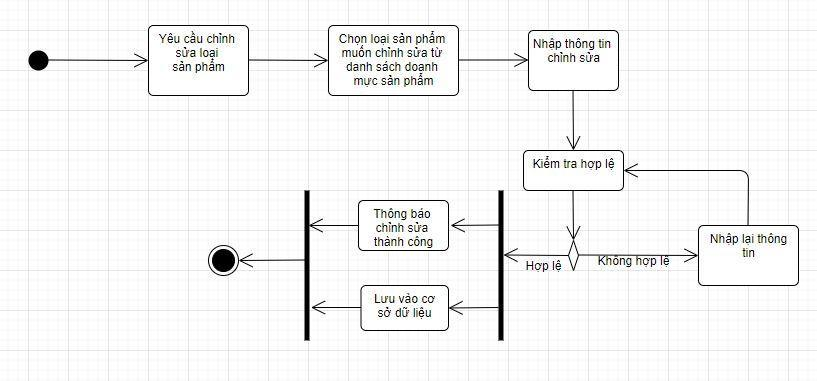 Yêu cầu chỉnh
sửa loại
sản phẩm
Chọn loại sản phẩm
muốn chỉnh sửa từ
danh sách doanh
mực sản phẩm
Nhập thông tin
chỉnh sửa
Kiểm tra hợp lệ
Thông báo
chỉnh sửa
thành công
Nhập lại thông
tin
Hợp lệ
Không hợp lệ
Lưu vào cơ
sở dữ liệu